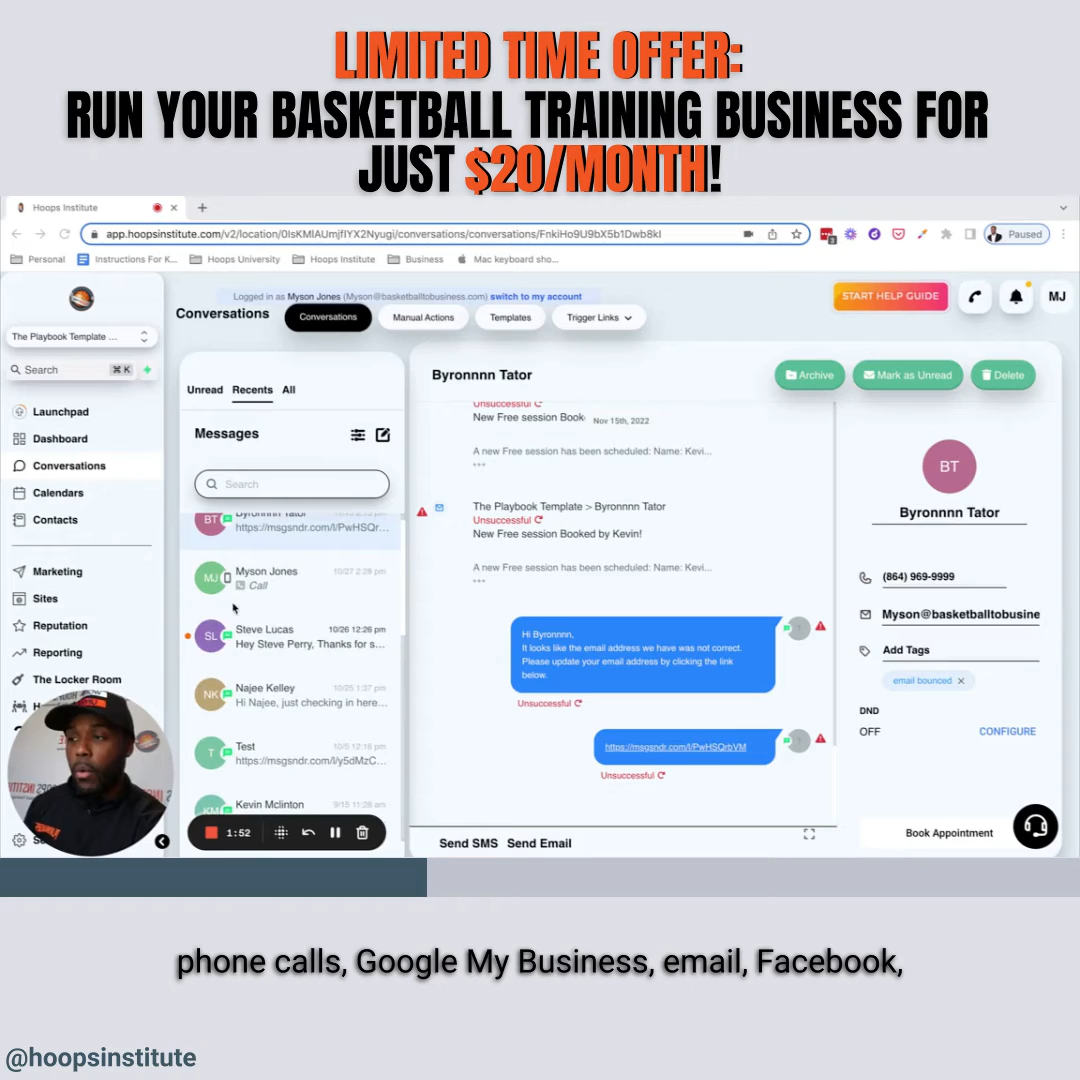 LIMITED TIME OFFER:
RUN YOUR BASKETBALL TRAINING BUSINESS FOR
JUST $20/MONTH!
Hoops Institute
app.hoopsinstitute.com/v2/location/0IsKMIAUmjfIYX2Nyugi/conversations/conversations/FnkiHo9U9bX5b1Dwb8kI
Paused
Personal
Instructions For K...
Hoops University
Hoops Institute
Business
Mac keyboard sho...
Logged in as Myson Jones (Myson@basketballtobusiness.com) switch to my account
Conversations
Conversations
Manual Actions
Templates
Trigger Links
START HELP GUIDE
MJ
The Playbook Template ...
Search
⌘ K
Launchpad
Dashboard
Conversations
Calendars
Contacts
Marketing
Sites
Reputation
Reporting
The Locker Room
Unread Recents All
Messages
Search
BT
Byronnnn Tator
https://msgsndr.com/l/PwHSQr...
MJ
Myson Jones 10/27 2:28 pm
Call
SL
Steve Lucas 10/26 12:26 pm
Hey Steve Perry, Thanks for s...
NK
Najee Kelley 10/25 1:37 pm
Hi Najee, just checking in here...
T
Test 10/5 12:16 pm
https://msgsndr.com/l/y5dMzC...
KM
Kevin Mclinton 9/15 11:28 am
1:52
Byronnnn Tator
Archive
Mark as Unread
Delete
Unsuccessful
New Free session Book
Nov 15th, 2022
A new Free session has been scheduled: Name: Kevi...
The Playbook Template > Byronnnn Tator
Unsuccessful
New Free session Booked by Kevin!
A new Free session has been scheduled: Name: Kevi...
Hi Byronnnn,
It looks like the email address we have was not correct.
Please update your email address by clicking the link
below.
Unsuccessful
https://msgsndr.com/l/PwHSQrbVM
Unsuccessful
Send SMS Send Email
BT
Byronnnn Tator
(864) 969-9999
Myson@basketballtobusine
Add Tags
email bounced
DND
OFF
CONFIGURE
Book Appointment
phone calls, Google My Business, email, Facebook,
@hoopsinstitute